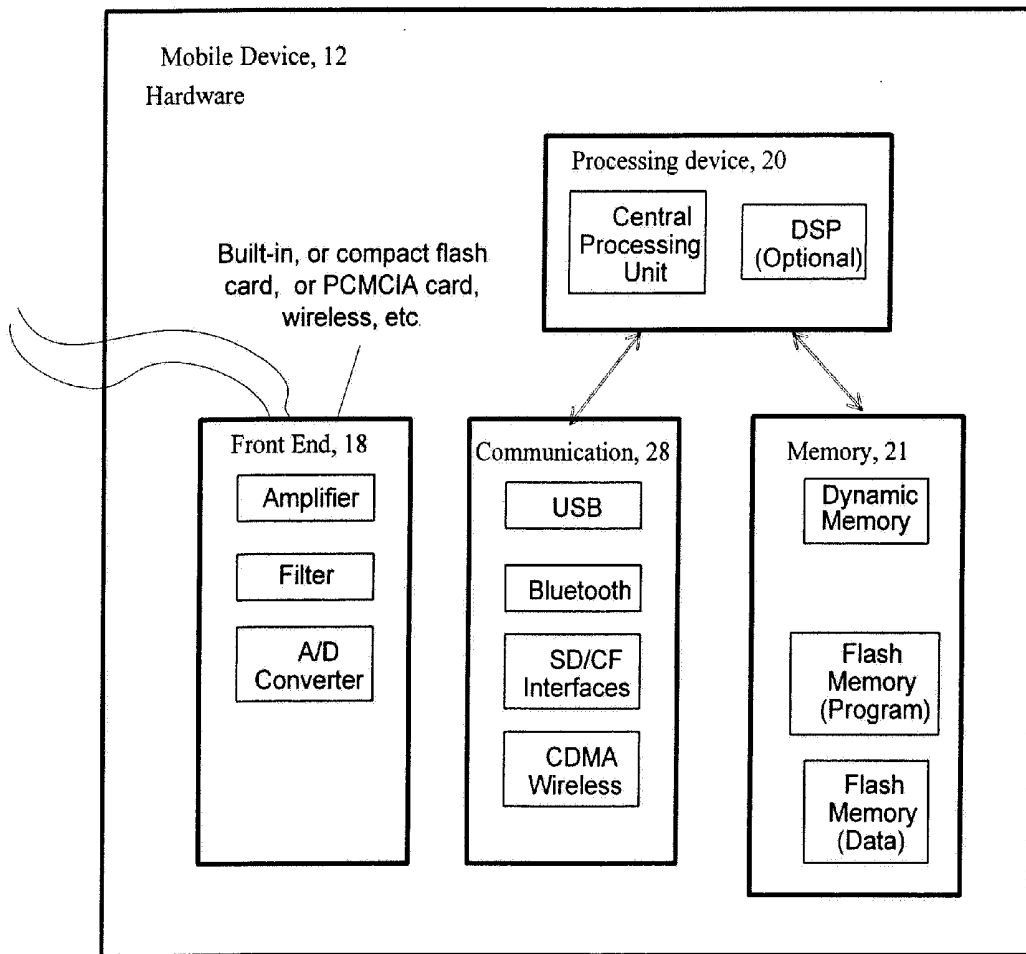 Mobile Device, 12
Hardware
Processing device, 20
Central
Processing
Unit
DSP
(Optional)
Built-in, or compact flash
card, or PCMCIA card,
wireless, etc
Front End, 18
Amplifier
Filter
A/D
Converter
Communication, 28
USB
Bluetooth
SD/CF
Interfaces
CDMA
Wireless
Memory, 21
Dynamic
Memory
Flash
Memory
(Program)
Flash
Memory
(Data)